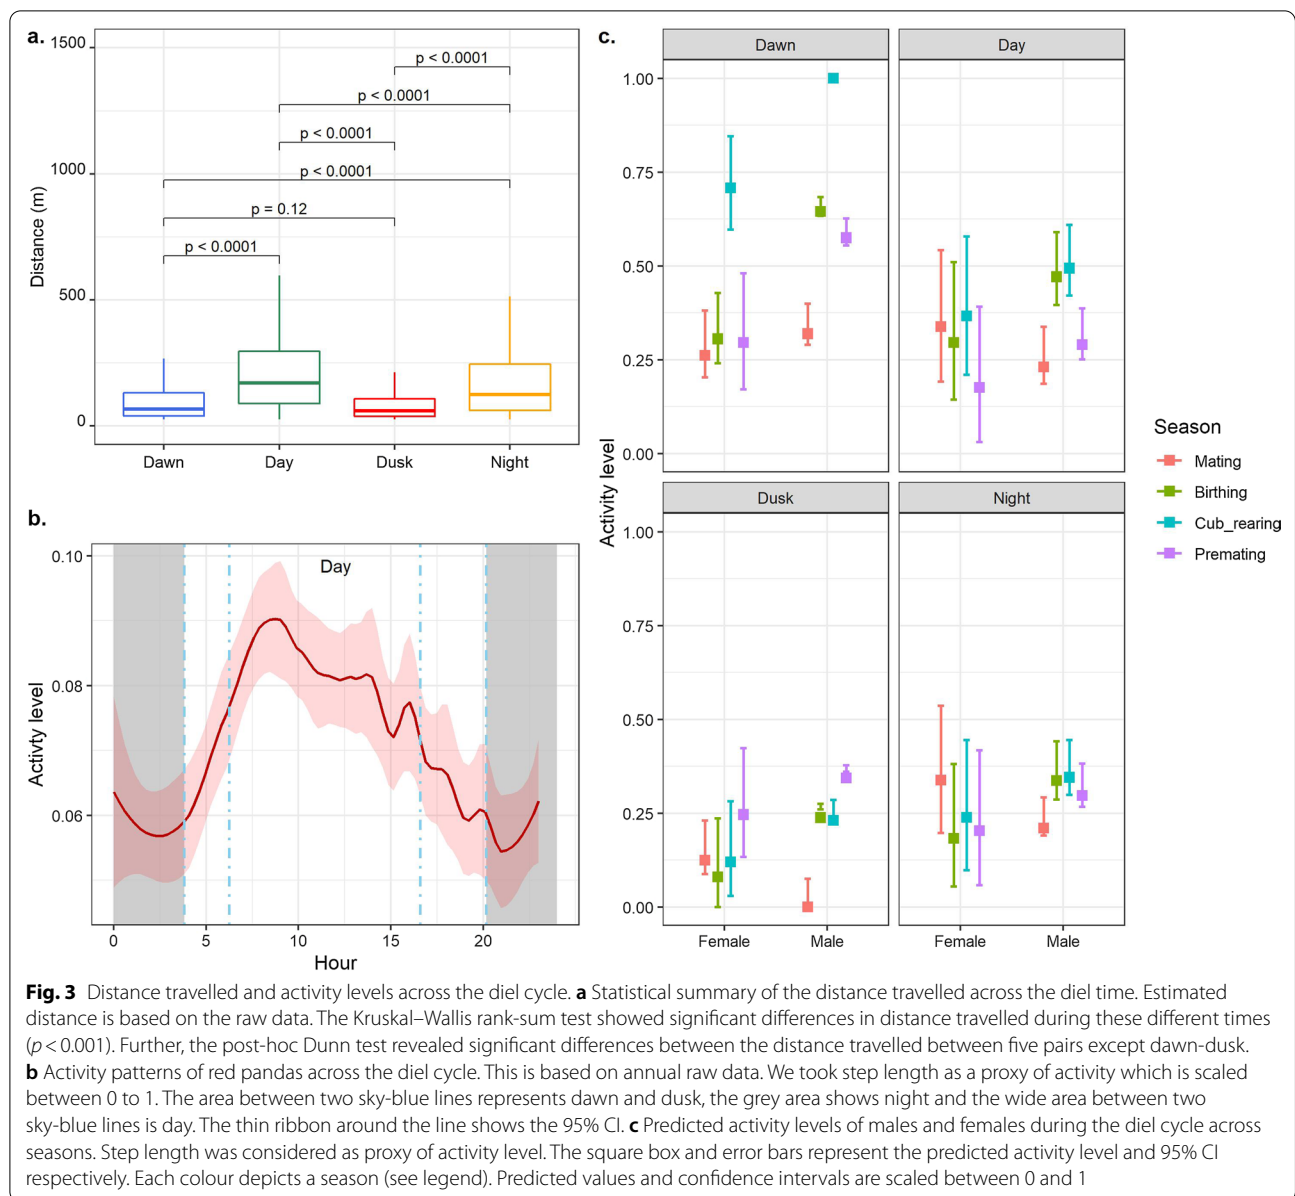 a.
1500
1000
500
0
Distance (m)
p < 0.0001
p < 0.0001
p < 0.0001
p < 0.0001
p = 0.12
p < 0.0001
Dawn Day Dusk Night
b.
0.10
0.08
0.06
Activty level
Day
0 5 10 15 20
Hour
c.
Dawn Day
1.00
0.75
0.50
0.25
0.00
Activity level
Dusk Night
1.00
0.75
0.50
0.25
0.00
Female Male Female Male
Season
Mating
Birthing
Cub_rearing
Premating
Fig. 3 Distance travelled and activity levels across the diel cycle. a Statistical summary of the distance travelled across the diel time. Estimated
distance is based on the raw data. The Kruskal–Wallis rank-sum test showed significant differences in distance travelled during these different times
(p < 0.001). Further, the post-hoc Dunn test revealed significant differences between the distance travelled between five pairs except dawn-dusk.
b Activity patterns of red pandas across the diel cycle. This is based on annual raw data. We took step length as a proxy of activity which is scaled
between 0 to 1. The area between two sky-blue lines represents dawn and dusk, the grey area shows night and the wide area between two
sky-blue lines is day. The thin ribbon around the line shows the 95% CI. c Predicted activity levels of males and females during the diel cycle across
seasons. Step length was considered as proxy of activity level. The square box and error bars represent the predicted activity level and 95% CI
respectively. Each colour depicts a season (see legend). Predicted values and confidence intervals are scaled between 0 and 1